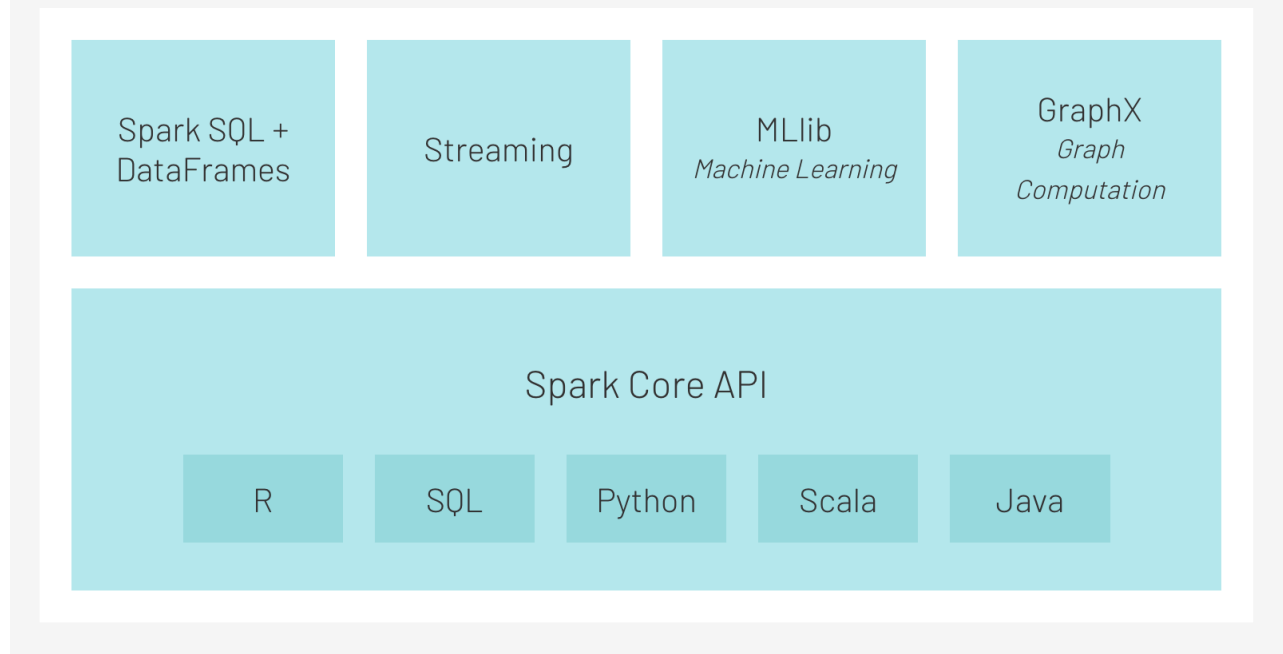 Spark SQL +
DataFrames
Streaming
MLlib
Machine Learning
GraphX
Graph
Computation
Spark Core API
R
SQL
Python
Scala
Java